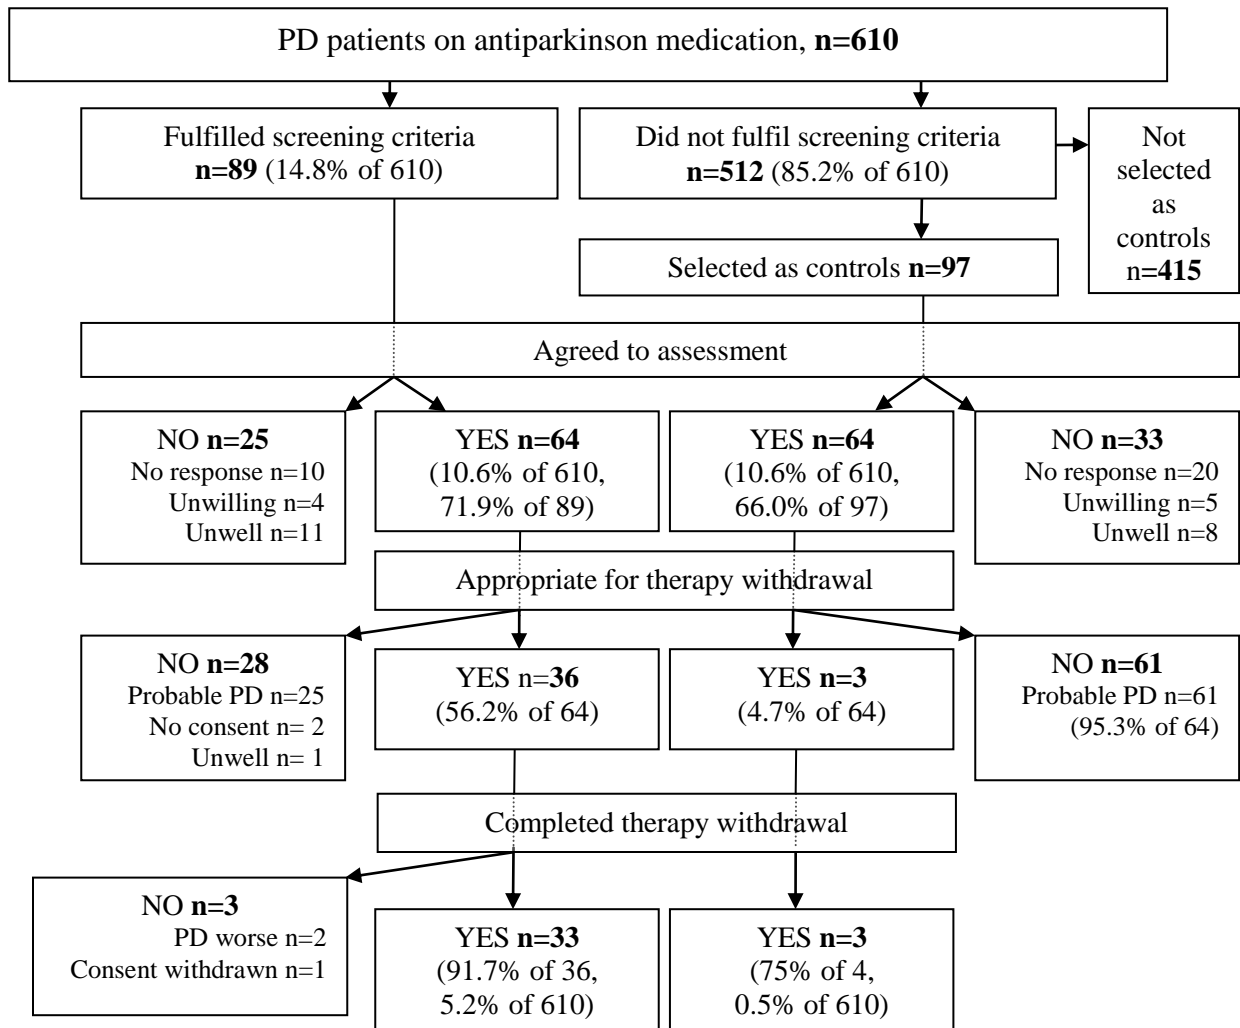 PD patients on antiparkinson medication, n=610
Fulfilled screening criteria
n=89 (14.8% of 610)
Did not fulfil screening criteria
n=512 (85.2% of 610)
Not
selected
as
controls
n=415
Selected as controls n=97
Agreed to assessment
NO n=25
No response n=10
Unwilling n=4
Unwell n=11
YES n=64
(10.6% of 610,
71.9% of 89)
YES n=64
(10.6% of 610,
66.0% of 97)
NO n=33
No response n=20
Unwilling n=5
Unwell n=8
Appropriate for therapy withdrawal
NO n=28
Probable PD n=25
No consent n= 2
Unwell n= 1
YES n=36
(56.2% of 64)
YES n=3
(4.7% of 64)
NO n=61
Probable PD n=61
(95.3% of 64)
Completed therapy withdrawal
NO n=3
PD worse n=2
Consent withdrawn n=1
YES n=33
(91.7% of 36,
5.2% of 610)
YES n=3
(75% of 4,
0.5% of 610)